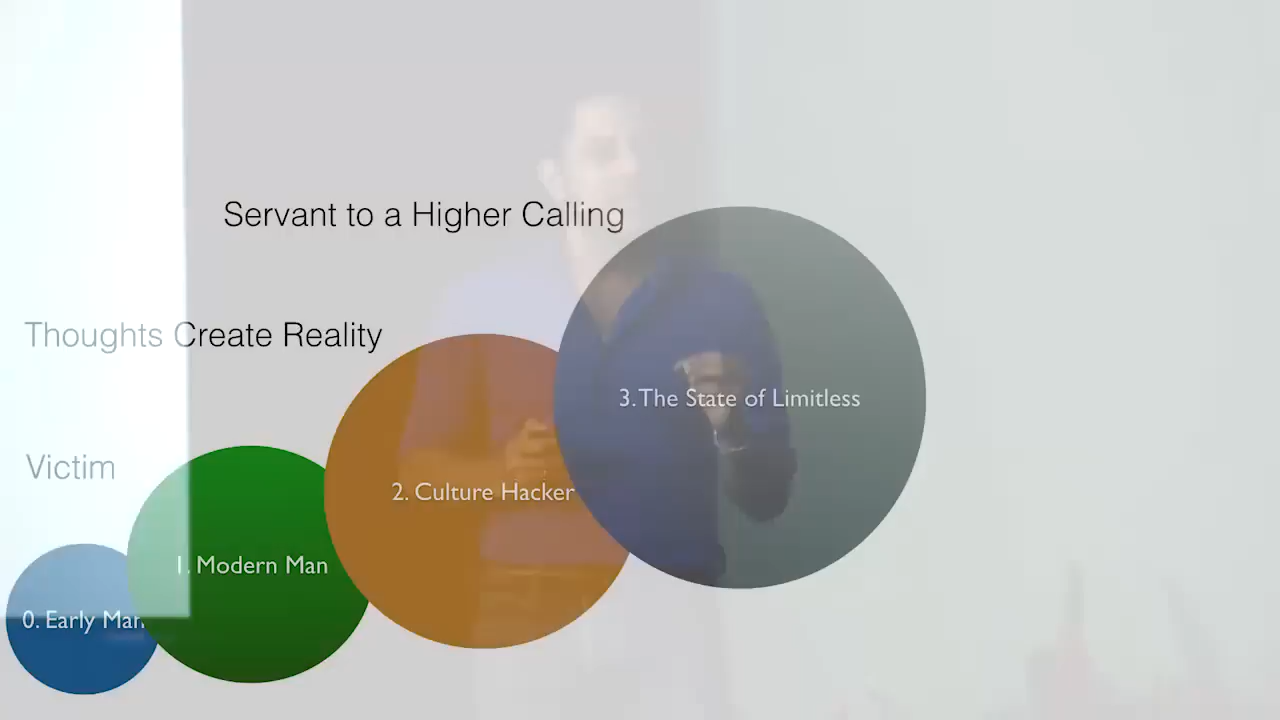 Servant to a Higher Calling
Thoughts Create Reality
3. The State of Limitless
Victim
2. Culture Hacker
1. Modern Man
0. Early Man